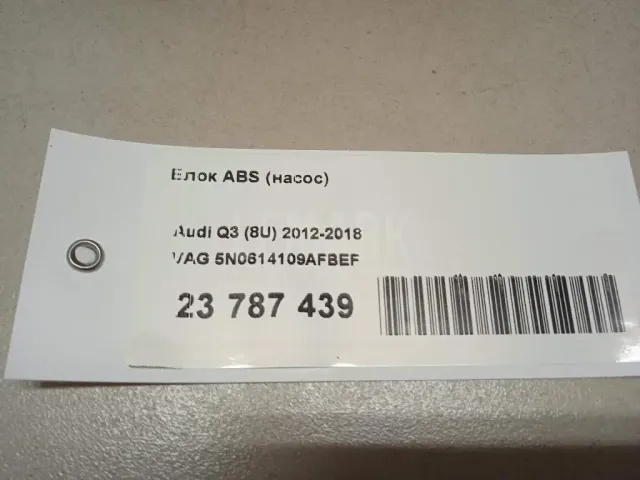 Блок ABS (насос)
Audi Q3 (8U) 2012-2018
VAG 5N0614109AFBEF
23 787 439